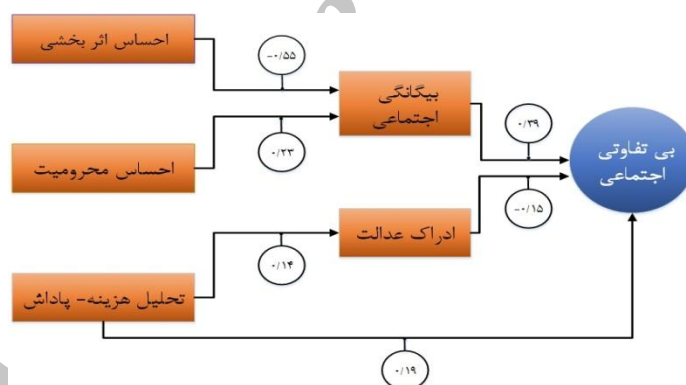 احساس اثر بخشی
-۰/۵۵
بیگانگی
اجتماعی
۰/۳۹
بی تفاوتی
اجتماعی
احساس محرومیت
۰/۲۳
-۰/۱۵
ادراک عدالت
۰/۱۴
تحلیل هزینه- پاداش
۰/۱۹